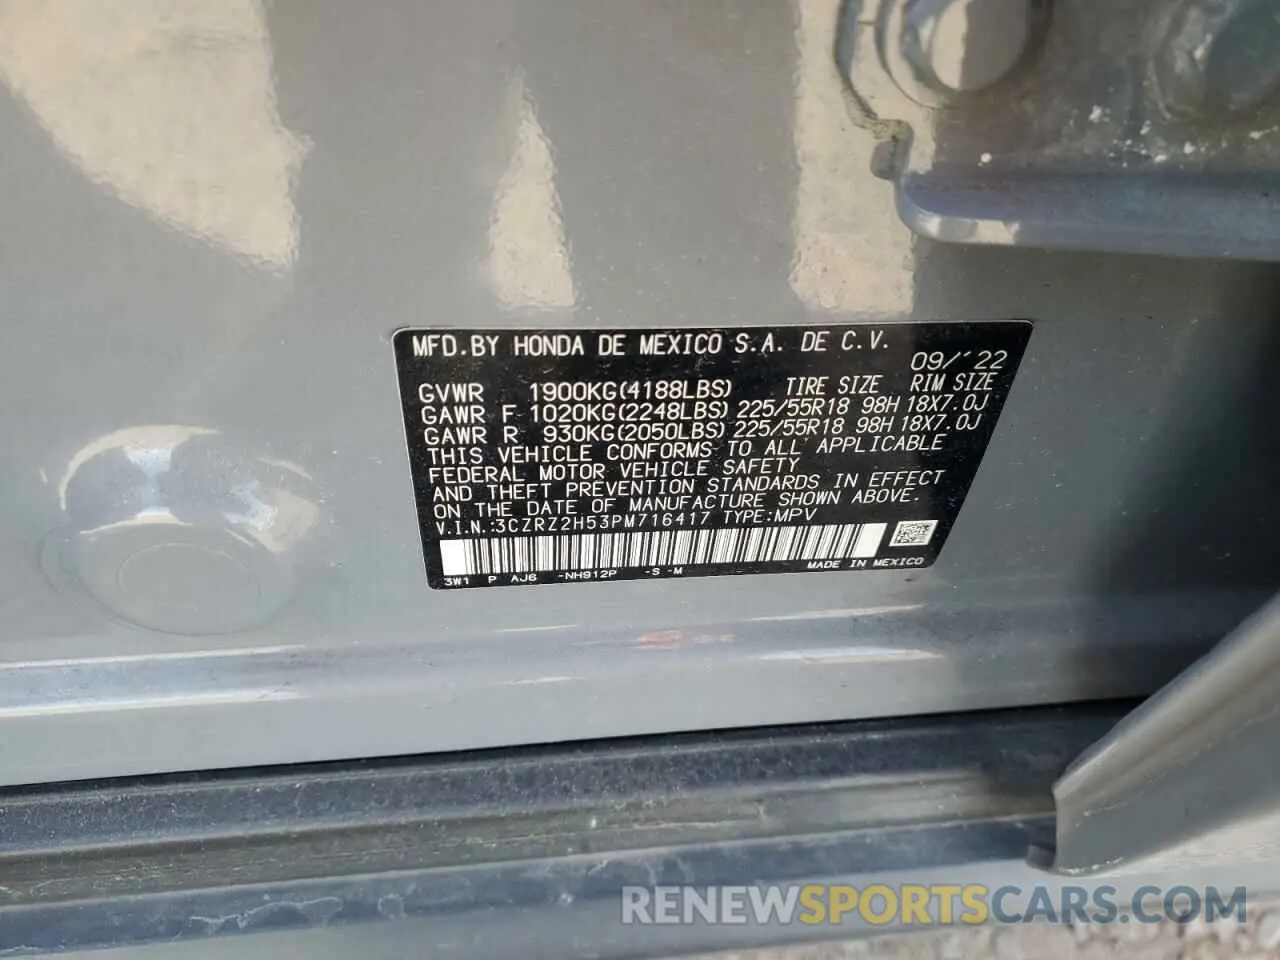 MFD.BY HONDA DE MEXICO S.A. DE C.V.
09/'22
GVWR 1900KG(4188LBS) TIRE SIZE RIM SIZE
GAWR F 1020KG(2248LBS) 225/55R18 98H 18X7.0J
GAWR R 930KG(2050LBS) 225/55R18 98H 18X7.0J
THIS VEHICLE CONFORMS TO ALL APPLICABLE
FEDERAL MOTOR VEHICLE SAFETY
AND THEFT PREVENTION STANDARDS IN EFFECT
ON THE DATE OF MANUFACTURE SHOWN ABOVE.
V.I.N.:3CZRZ2H53PM716417 TYPE:MPV
3W1 P AJ6 -NH912P -S -M MADE IN MEXICO
RENEWSPORTSCARS.COM